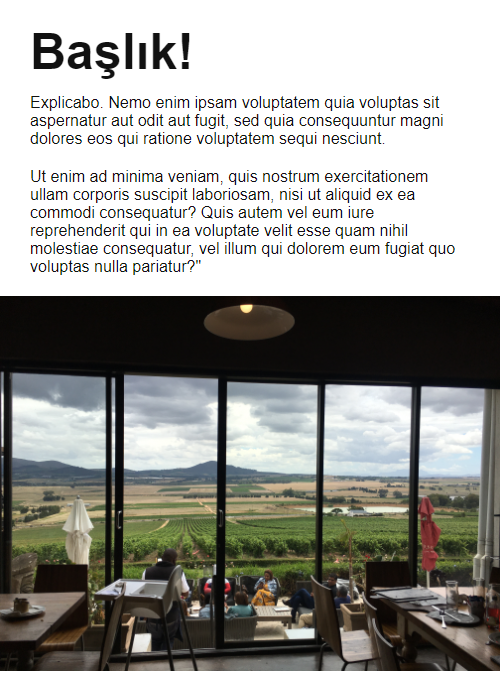 Başlık!
Explicabo. Nemo enim ipsam voluptatem quia voluptas sit
aspernatur aut odit aut fugit, sed quia consequuntur magni
dolores eos qui ratione voluptatem sequi nesciunt.
Ut enim ad minima veniam, quis nostrum exercitationem
ullam corporis suscipit laboriosam, nisi ut aliquid ex ea
commodi consequatur? Quis autem vel eum iure
reprehenderit qui in ea voluptate velit esse quam nihil
molestiae consequatur, vel illum qui dolorem eum fugiat quo
voluptas nulla pariatur?"